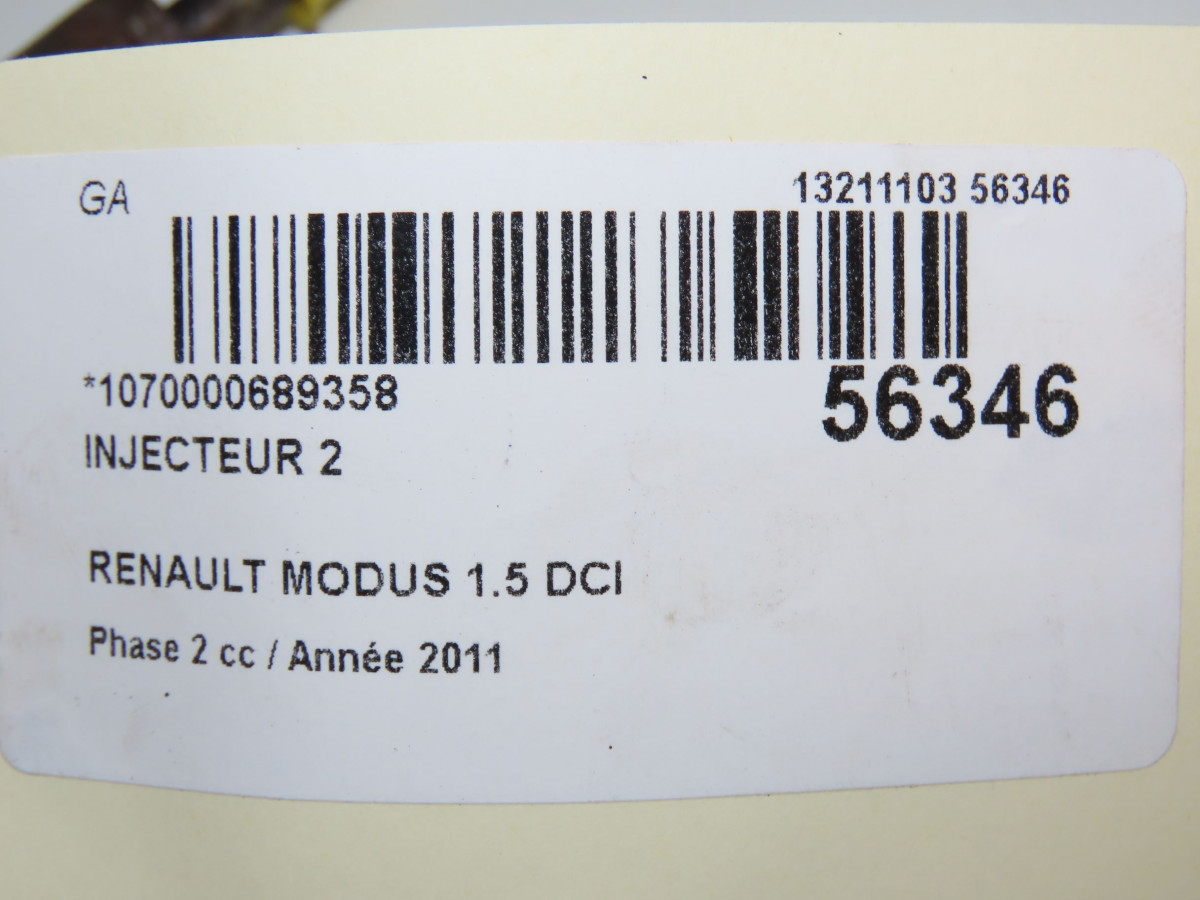 GA
13211103 56346
*1070000689358
56346
INJECTEUR 2
RENAULT MODUS 1.5 DCI
Phase 2 cc / Année 2011